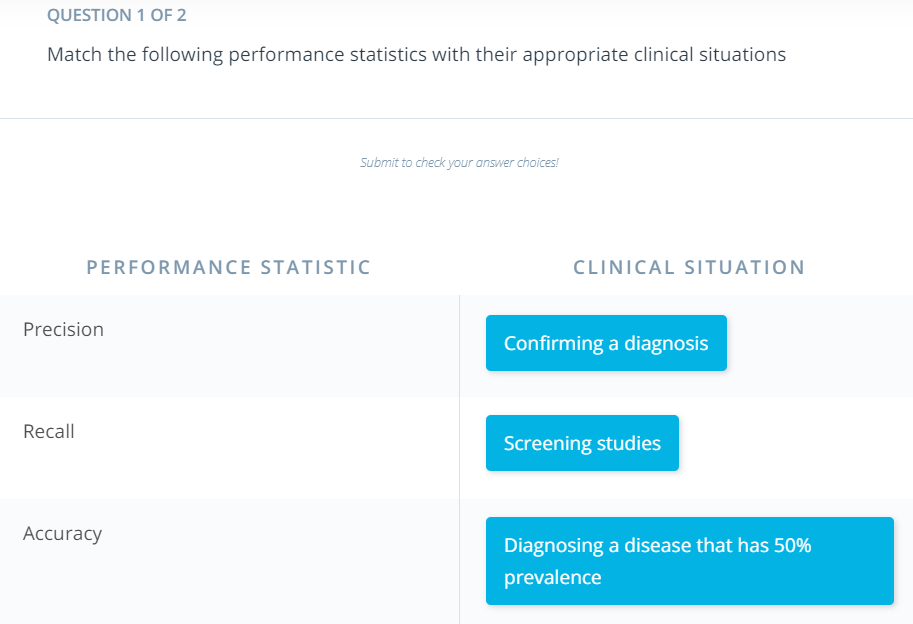 QUESTION 1 OF 2
Match the following performance statistics with their appropriate clinical situations
Submit to check your answer choices!
PERFORMANCE STATISTIC
CLINICAL SITUATION
Precision
Confirming a diagnosis
Recall
Screening studies
Accuracy
Diagnosing a disease that has 50%
prevalence